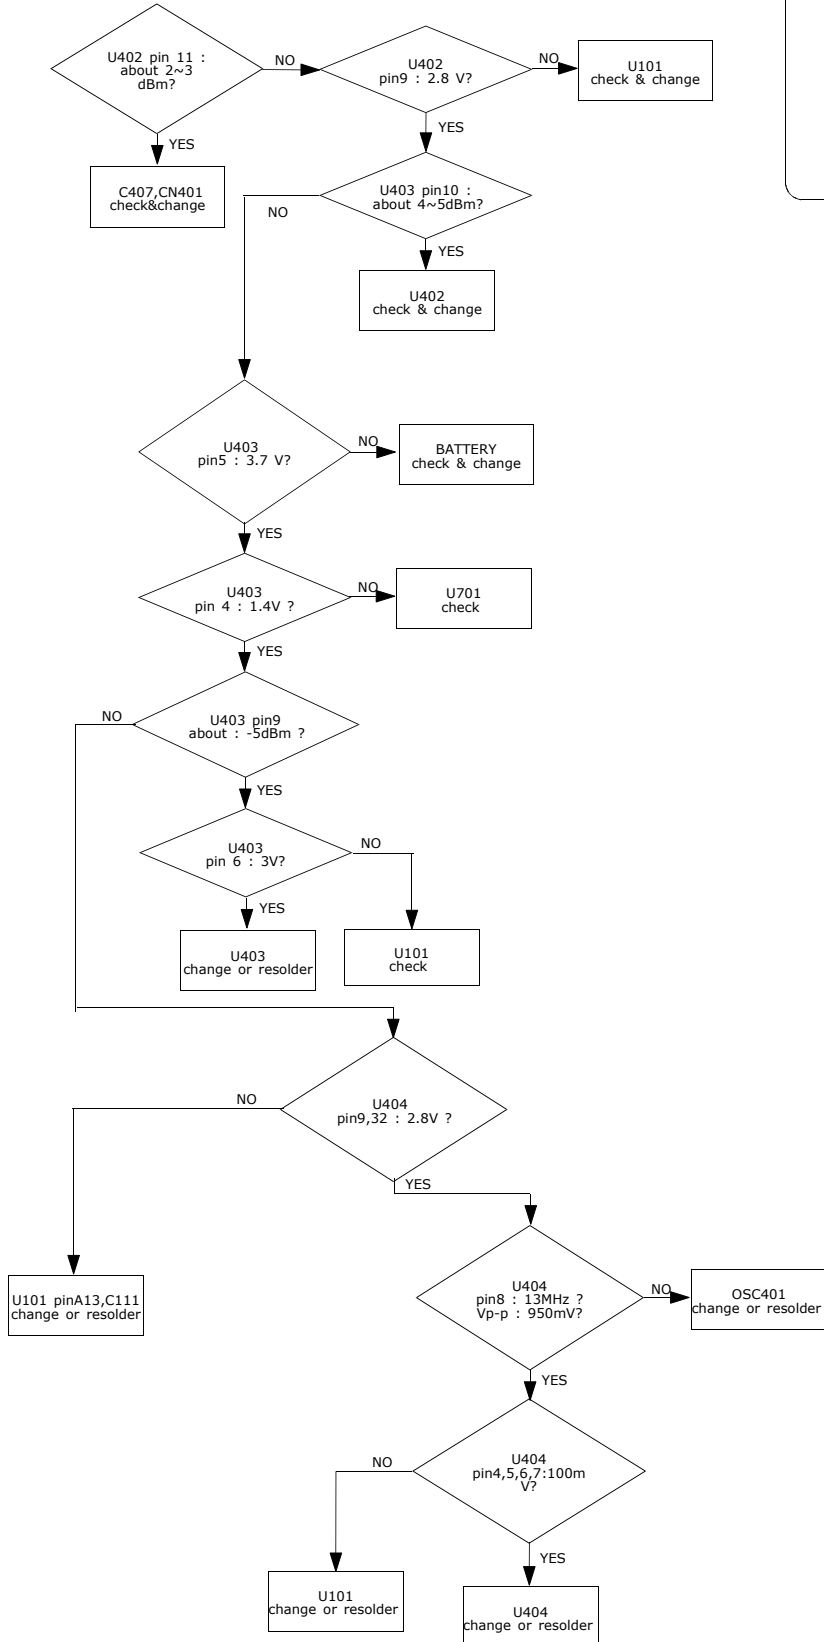 U402 pin 11 :
about 2~3
dBm?
NO
U402
pin9 : 2.8 V?
NO
U101
check & change
YES
YES
C407,CN401
check&change
U403 pin10 :
about 4~5dBm?
NO
YES
U402
check & change
U403
pin5 : 3.7 V?
NO
BATTERY
check & change
YES
U403
pin 4 : 1.4V ?
NO
U701
check
YES
NO
U403 pin9
about : -5dBm ?
YES
U403
pin 6 : 3V?
NO
YES
U403
change or resolder
U101
check
NO
U404
pin9,32 : 2.8V ?
YES
U101 pinA13,C111
change or resolder
U404
pin8 : 13MHz ?
Vp-p : 950mV?
NO
OSC401
change or resolder
YES
NO
U404
pin4,5,6,7:100m
V?
YES
U101
change or resolder
U404
change or resolder